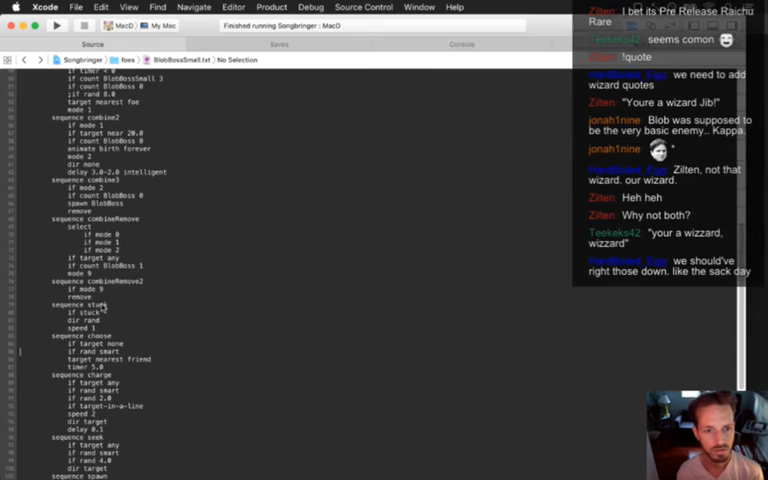 Xcode File Edit View Find Navigate Editor Product Debug Source Control Window
MacD My Mac
Finished running Songbringer : MacD
Source Saves Console
Songbringer foes BlobBossSmall.txt No Selection
if timer < 0
if count BlobBossSmall 3
if count BlobBoss 0
;if rand 8.0
target nearest foe
mode 1
sequence combine2
if mode 1
if target near 20.0
if count BlobBoss 0
animate birth forever
mode 2
dir none
delay 3.0-2.0 intelligent
sequence combine3
if mode 2
if count BlobBoss 0
spawn BlobBoss
remove
sequence combineRemove
select
if mode 0
if mode 1
if mode 2
if target any
if count BlobBoss 1
mode 9
sequence combineRemove2
if mode 9
remove
sequence stuck
if stuck
dir rand
speed 1
sequence choose
if target none
if rand smart
target nearest friend
timer 5.0
sequence charge
if target any
if rand smart
if rand 2.0
if target-in-a-line
speed 2
dir target
delay 0.1
sequence seek
if target any
if rand smart
if rand 4.0
dir target
sequence spawn
Zilten: I bet its Pre Release Raichu
Rare
Teekeks42: seems comon
Zilten: !quote
HardBoiled_Egg: we need to add
wizard quotes
Zilten: "Youre a wizard Jib!"
jonah1nine: Blob was supposed to
be the very basic enemy.. Kappa.
jonah1nine: *
HardBoiled_Egg: Zilten, not that
wizard. our wizard.
Zilten: Heh heh
Zilten: Why not both?
Teekeks42: "your a wizzard,
wizzard"
HardBoiled_Egg: we should've
right those down. like the sack day